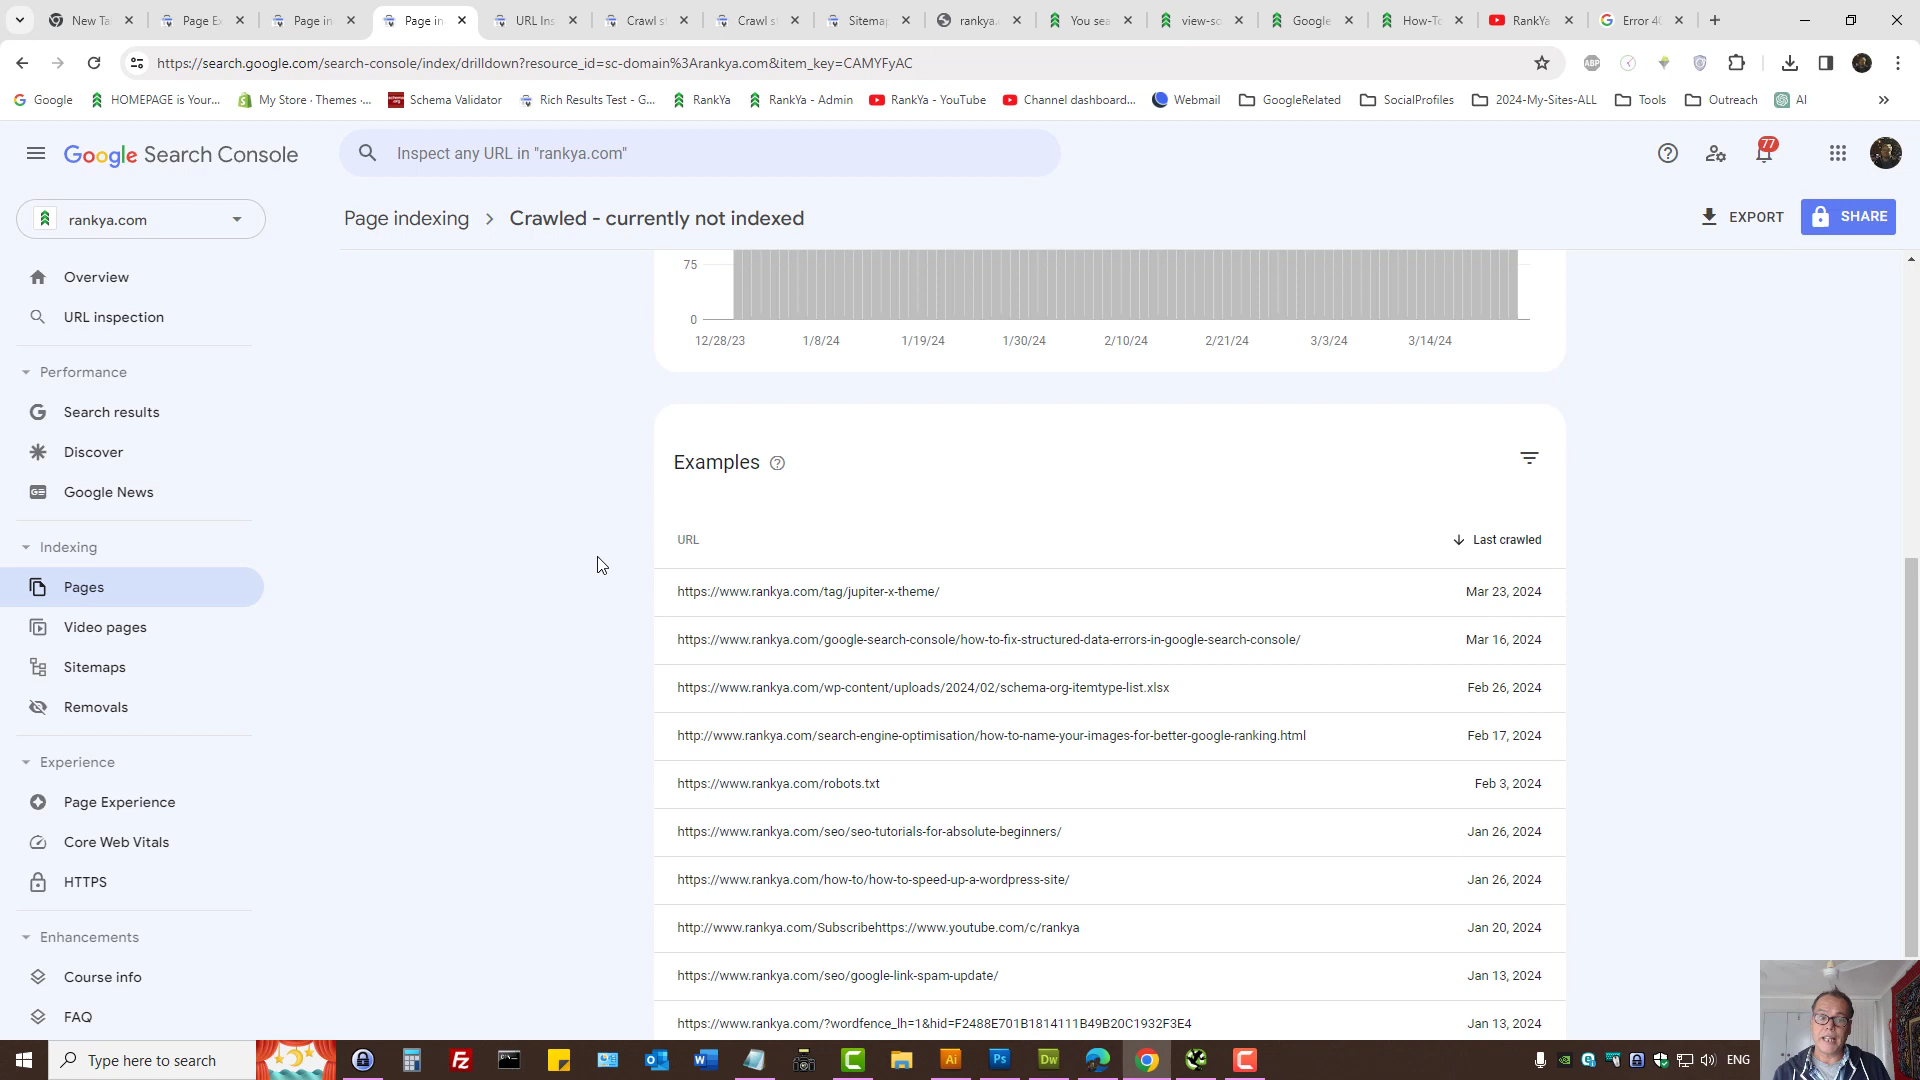 New Ta
Page Ex
Page in
Page in
URL Ins
Crawl s
Crawl s
Sitemap
rankya.
You sea
view-so
Google
How-To
RankYa
Error 40
https://search.google.com/search-console/index/drilldown?resource_id=sc-domain%3Arankya.com&item_key=CAMYFyAC
Google
HOMEPAGE is Your...
My Store · Themes ·...
Schema Validator
Rich Results Test - G...
RankYa
RankYa - Admin
RankYa - YouTube
Channel dashboard...
Webmail
GoogleRelated
SocialProfiles
2024-My-Sites-ALL
Tools
Outreach
AI
Google Search Console
Inspect any URL in "rankya.com"
77
rankya.com
Page indexing
Crawled - currently not indexed
EXPORT
SHARE
Overview
URL inspection
Performance
Search results
Discover
Google News
Indexing
Pages
Video pages
Sitemaps
Removals
Experience
Page Experience
Core Web Vitals
HTTPS
Enhancements
Course info
FAQ
75
0
12/28/23 1/8/24 1/19/24 1/30/24 2/10/24 2/21/24 3/3/24 3/14/24
Examples
URL Last crawled
https://www.rankya.com/tag/jupiter-x-theme/ Mar 23, 2024
https://www.rankya.com/google-search-console/how-to-fix-structured-data-errors-in-google-search-console/ Mar 16, 2024
https://www.rankya.com/wp-content/uploads/2024/02/schema-org-itemtype-list.xlsx Feb 26, 2024
http://www.rankya.com/search-engine-optimisation/how-to-name-your-images-for-better-google-ranking.html Feb 17, 2024
https://www.rankya.com/robots.txt Feb 3, 2024
https://www.rankya.com/seo/seo-tutorials-for-absolute-beginners/ Jan 26, 2024
https://www.rankya.com/how-to/how-to-speed-up-a-wordpress-site/ Jan 26, 2024
http://www.rankya.com/Subscribehttps://www.youtube.com/c/rankya Jan 20, 2024
https://www.rankya.com/seo/google-link-spam-update/ Jan 13, 2024
https://www.rankya.com/?wordfence_lh=1&hid=F2488E701B1814111B49B20C1932F3E4 Jan 13, 2024
Type here to search
Ai
Ps
Dw
ENG